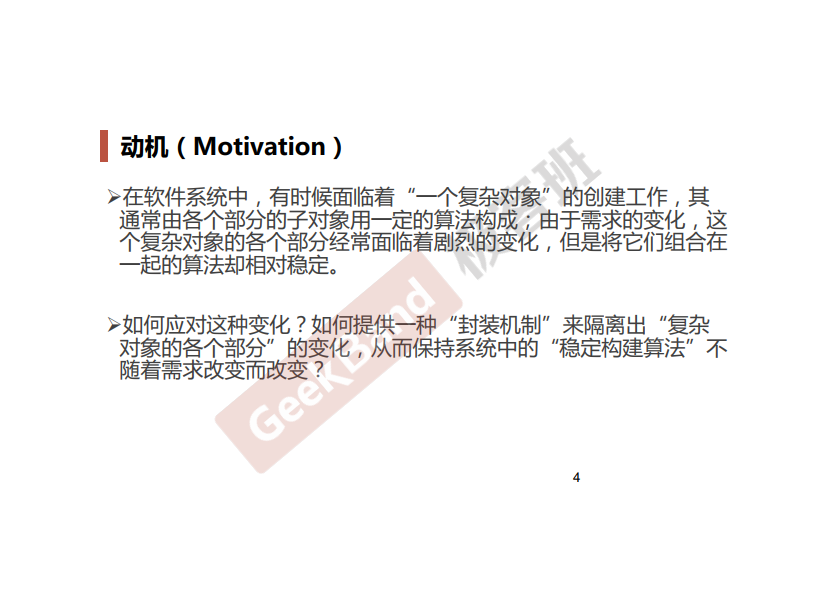 动机（Motivation）
➢在软件系统中，有时候面临着“一个复杂对象”的创建工作，其
通常由各个部分的子对象用一定的算法构成；由于需求的变化，这
个复杂对象的各个部分经常面临着剧烈的变化，但是将它们组合在
一起的算法却相对稳定。
➢如何应对这种变化？如何提供一种“封装机制”来隔离出“复杂
对象的各个部分”的变化，从而保持系统中的“稳定构建算法”不
随着需求改变而改变？
GeekBand 极客班
4